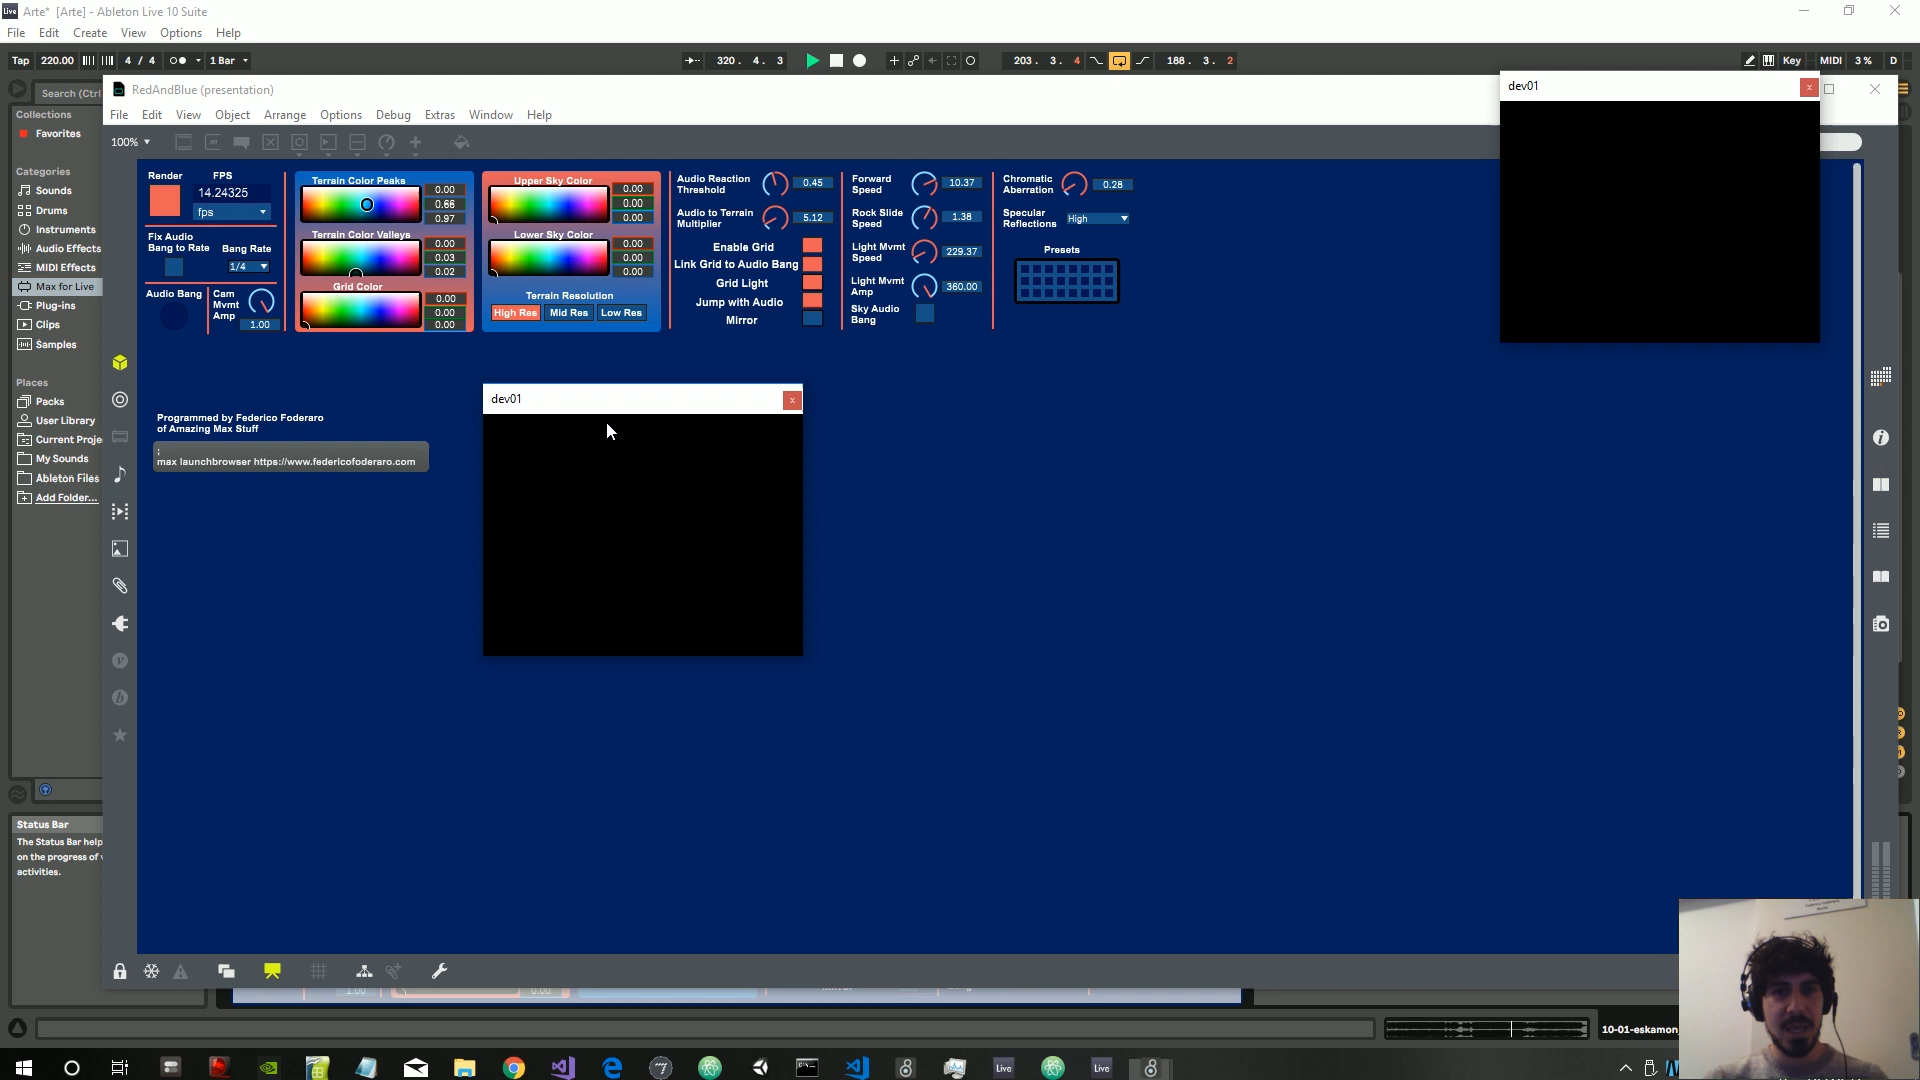 Live Arte* [Arte] - Ableton Live 10 Suite
File Edit Create View Options Help
Tap 220.00 4 / 4 1 Bar 320. 4. 3 203. 3. 4 188. 3. 2 Key MIDI 3 % D
Search (Ctrl
Collections
Favorites
Categories
Sounds
Drums
Instruments
Audio Effects
MIDI Effects
Max for Live
Plug-ins
Clips
Samples
Places
Packs
User Library
Current Proje
My Sounds
Ableton Files
Add Folder...
Status Bar
The Status Bar help
on the progress of
activities.
RedAndBlue (presentation)
File Edit View Object Arrange Options Debug Extras Window Help
100%
Render FPS
14.24325
fps
Fix Audio
Bang to Rate Bang Rate
1/4
Audio Bang Cam
Mvmt
Amp
1.00
Terrain Color Peaks
0.00
0.66
0.97
Terrain Color Valleys
0.00
0.03
0.02
Grid Color
0.00
0.00
0.00
Upper Sky Color
0.00
0.00
0.00
Lower Sky Color
0.00
0.00
0.00
Terrain Resolution
High Res Mid Res Low Res
Audio Reaction
Threshold 0.45
Audio to Terrain
Multiplier 5.12
Enable Grid
Link Grid to Audio Bang
Grid Light
Jump with Audio
Mirror
Forward
Speed 10.37
Rock Slide
Speed 1.38
Light Mvmt
Speed 229.37
Light Mvmt
Amp 360.00
Sky Audio
Bang
Chromatic
Aberration 0.28
Specular
Reflections High
Presets
Programmed by Federico Foderaro
of Amazing Max Stuff
;
max launchbrowser https://www.federicofoderaro.com
dev01
x
dev01
x
1.00
0.00
10-01-eskamon
Live
Live